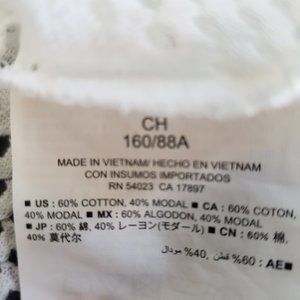 CH
160/88A
MADE IN VIETNAM/ HECHO EN VIETNAM
CON INSUMOS IMPORTADOS
RN 54023 CA 17897
■ US : 60% COTTON, 40% MODAL ■ CA : 60% COTON,
40% MODAL ■ MX : 60% ALGODON, 40% MODAL
■ JP : 60% 綿, 40% レーヨン(モダール) ■ CN : 60% 棉,
40% 莫代尔
■ AE : 60% قطن, 40% مودال